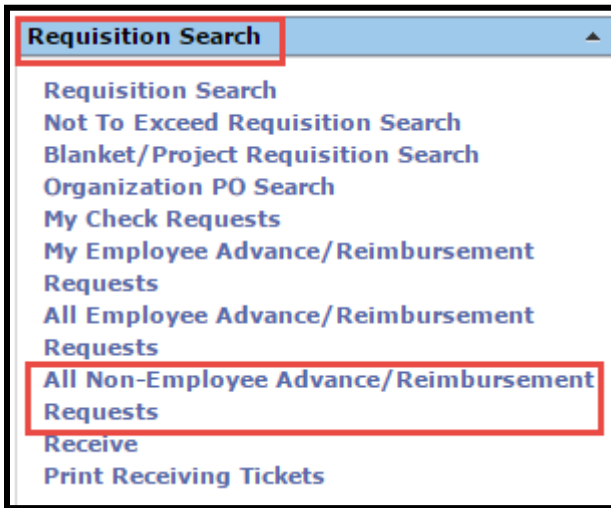 Requisition Search
Requisition Search
Not To Exceed Requisition Search
Blanket/Project Requisition Search
Organization PO Search
My Check Requests
My Employee Advance/Reimbursement
Requests
All Employee Advance/Reimbursement
Requests
All Non-Employee Advance/Reimbursement
Requests
Receive
Print Receiving Tickets